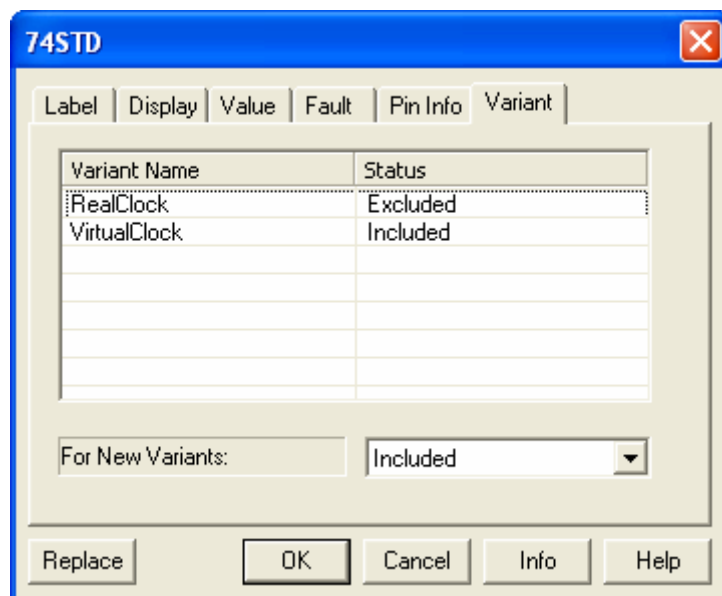 74STD
Label Display Value Fault Pin Info Variant
Variant Name Status
RealClock Excluded
VirtualClock Included
For New Variants: Included
Replace OK Cancel Info Help